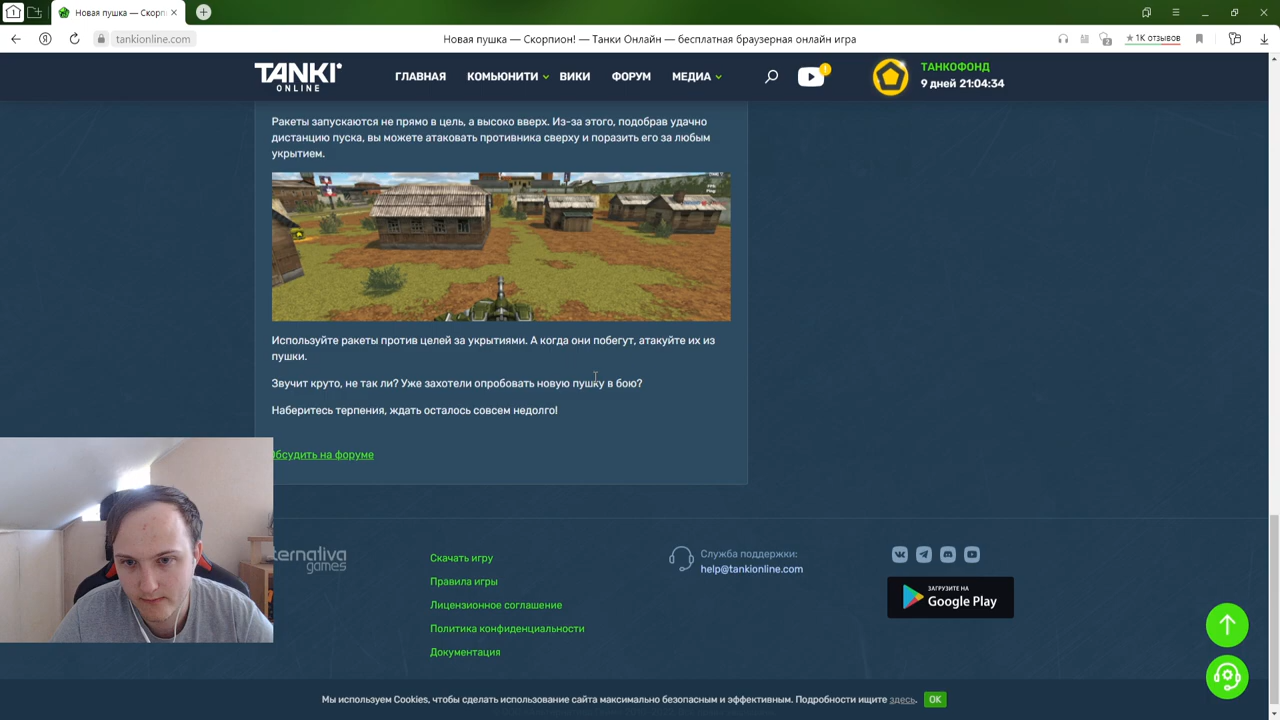 Новая пушка — Скорпи
tankionline.com
Новая пушка — Скорпион! — Танки Онлайн — бесплатная браузерная онлайн игра
1K отзывов
TANKI
ONLINE
ГЛАВНАЯ
КОМЬЮНИТИ
ВИКИ
ФОРУМ
МЕДИА
ТАНКОФОНД
9 дней 21:04:34
Ракеты запускаются не прямо в цель, а высоко вверх. Из-за этого, подобрав удачно
дистанцию пуска, вы можете атаковать противника сверху и поразить его за любым
укрытием.
Используйте ракеты против целей за укрытиями. А когда они побегут, атакуйте их из
пушки.
Звучит круто, не так ли? Уже захотели опробовать новую пушку в бою?
Наберитесь терпения, ждать осталось совсем недолго!
Обсудить на форуме
ternativa
games
Скачать игру
Правила игры
Лицензионное соглашение
Политика конфиденциальности
Документация
Служба поддержки:
help@tankionline.com
ЗАГРУЗИТЕ НА
Google Play
Мы используем Cookies, чтобы сделать использование сайта максимально безопасным и эффективным. Подробности ищите здесь.
OK